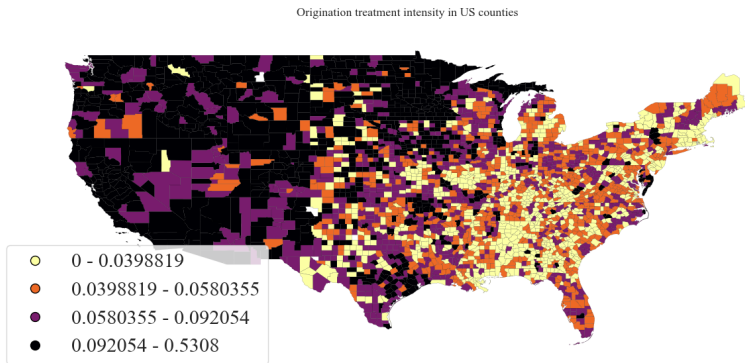 Origination treatment intensity in US counties
0 - 0.0398819
0.0398819 - 0.0580355
0.0580355 - 0.092054
0.092054 - 0.5308